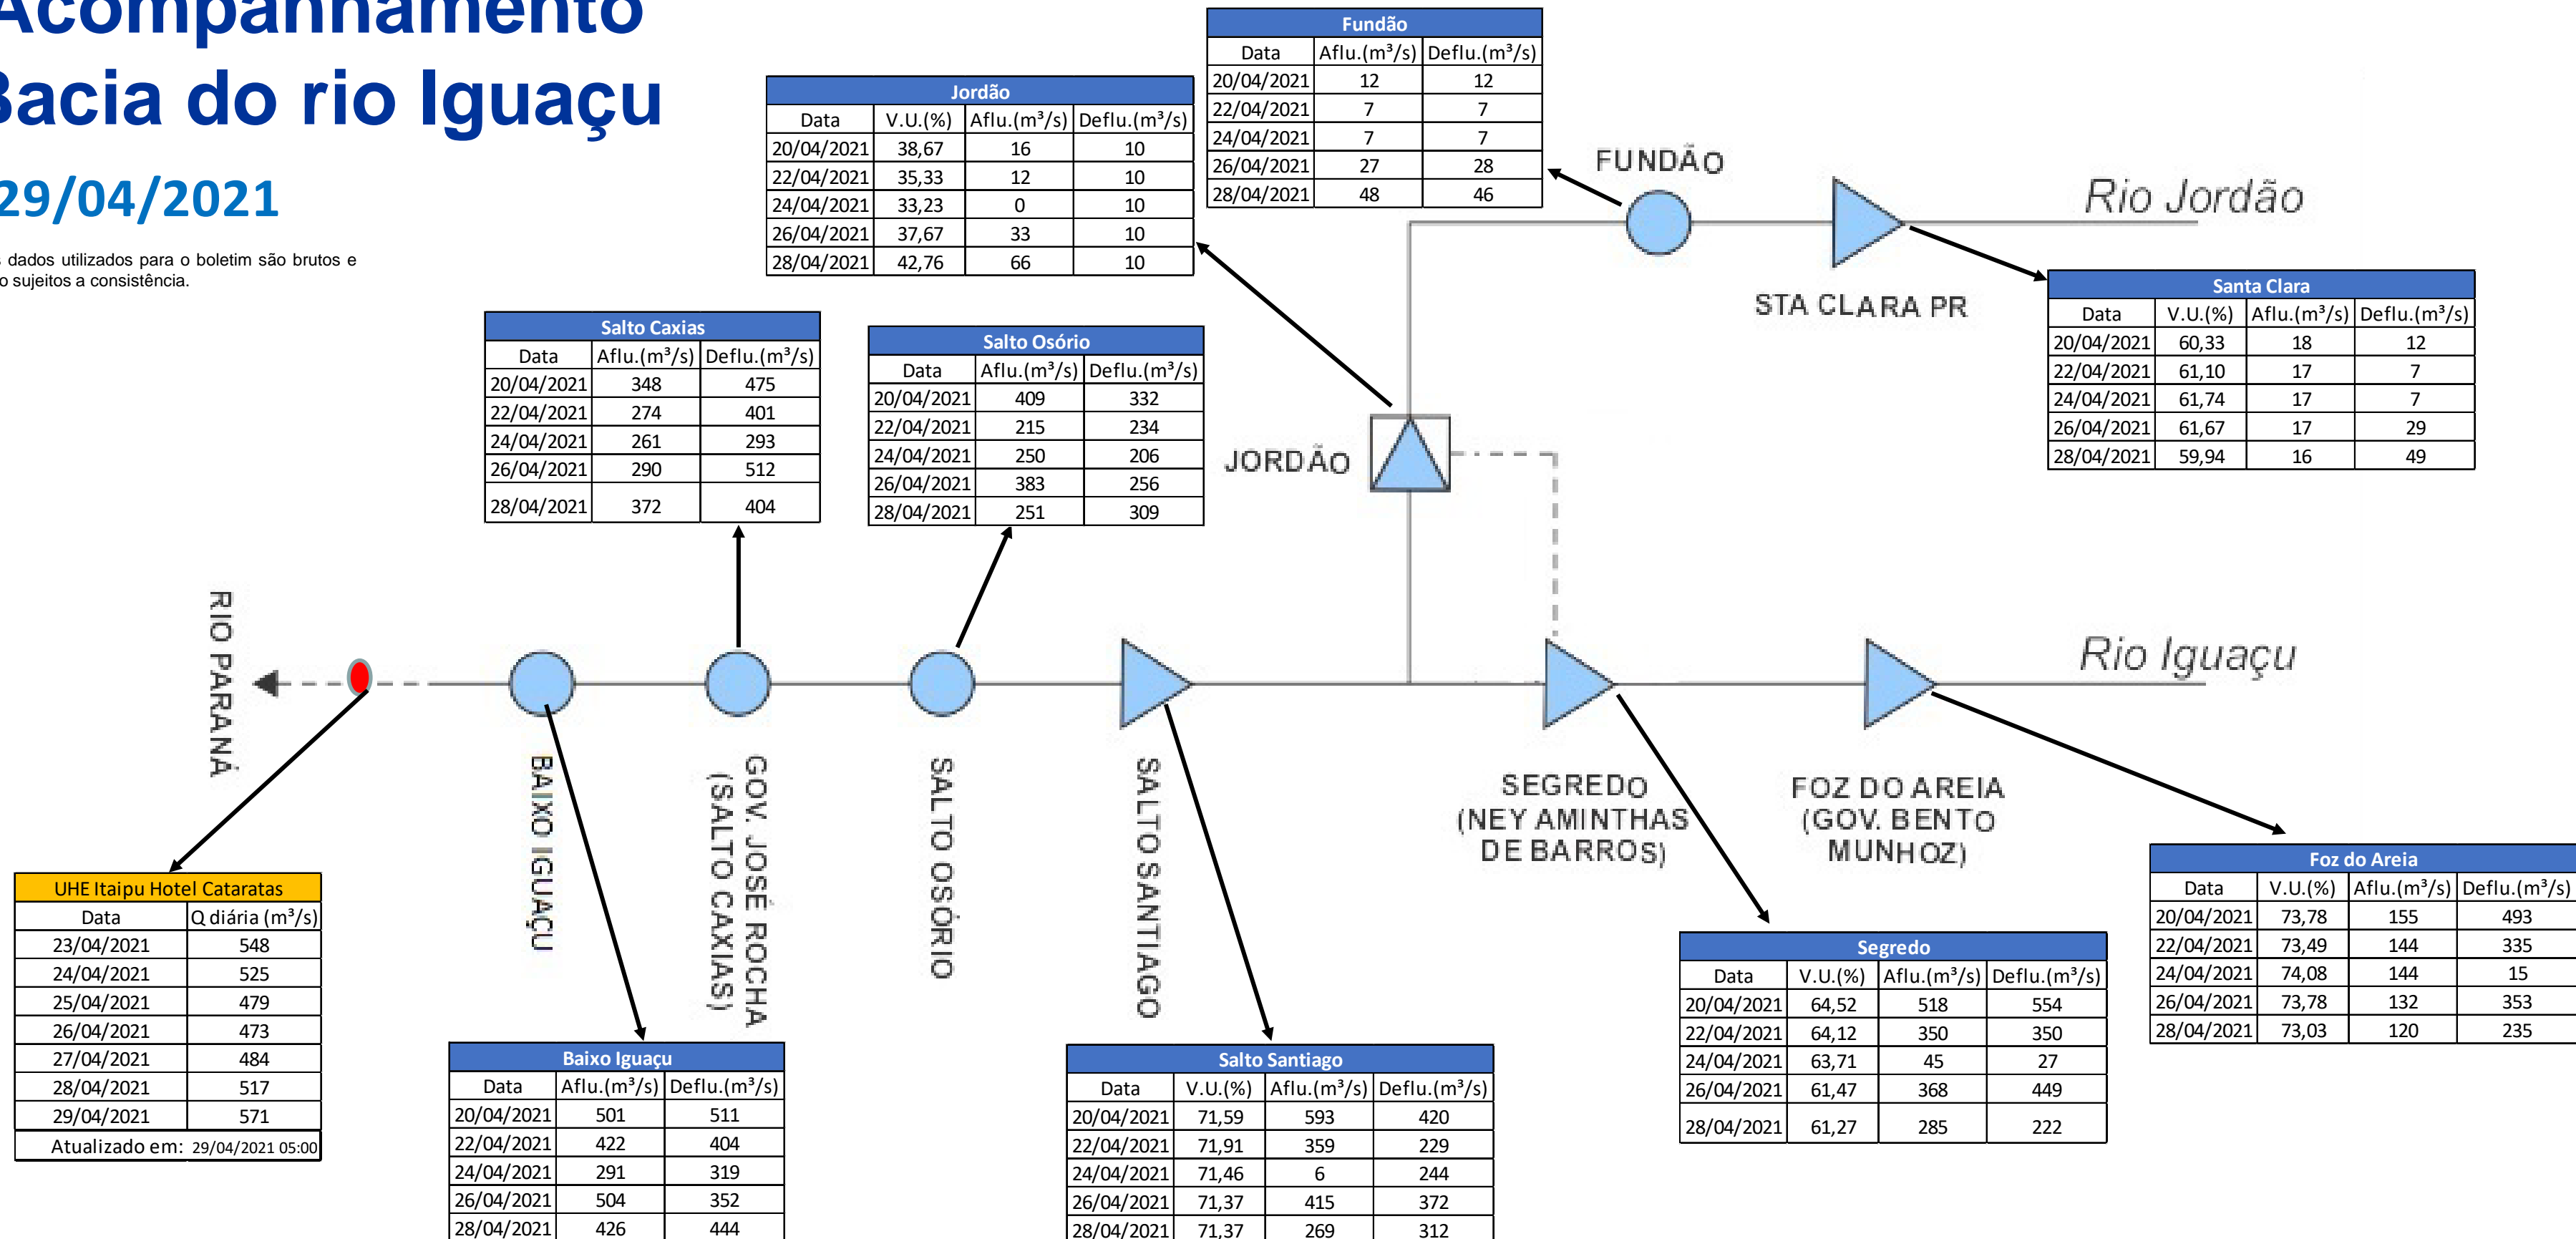 Acompanhamento
Bacia do rio Iguaçu
29/04/2021
dados utilizados para o boletim são brutos e
sujeitos a consistência.
Fundão
Data Aflu.(m³/s) Deflu.(m³/s)
20/04/2021 12 12
22/04/2021 7 7
24/04/2021 7 7
26/04/2021 27 28
28/04/2021 48 46
Jordão
Data V.U.(%) Aflu.(m³/s) Deflu.(m³/s)
20/04/2021 38,67 16 10
22/04/2021 35,33 12 10
24/04/2021 33,23 0 10
26/04/2021 37,67 33 10
28/04/2021 42,76 66 10
FUNDÃO
Rio Jordão
STA CLARA PR
Santa Clara
Data V.U.(%) Aflu.(m³/s) Deflu.(m³/s)
20/04/2021 60,33 18 12
22/04/2021 61,10 17 7
24/04/2021 61,74 17 7
26/04/2021 61,67 17 29
28/04/2021 59,94 16 49
Salto Caxias
Data Aflu.(m³/s) Deflu.(m³/s)
20/04/2021 348 475
22/04/2021 274 401
24/04/2021 261 293
26/04/2021 290 512
28/04/2021 372 404
Salto Osório
Data Aflu.(m³/s) Deflu.(m³/s)
20/04/2021 409 332
22/04/2021 215 234
24/04/2021 250 206
26/04/2021 383 256
28/04/2021 251 309
JORDÃO
RIO PARANÁ
Rio Iguaçu
BAIXO IGUAÇU
GOV. JOSÉ ROCHA
(SALTO CAXIAS)
SALTO OSÓRIO
SALTO SANTIAGO
SEGREDO
(NEY AMINTHAS
DE BARROS)
FOZ DO AREIA
(GOV. BENTO
MUNHOZ)
UHE Itaipu Hotel Cataratas
Data Q diária (m³/s)
23/04/2021 548
24/04/2021 525
25/04/2021 479
26/04/2021 473
27/04/2021 484
28/04/2021 517
29/04/2021 571
Atualizado em: 29/04/2021 05:00
Baixo Iguaçu
Data Aflu.(m³/s) Deflu.(m³/s)
20/04/2021 501 511
22/04/2021 422 404
24/04/2021 291 319
26/04/2021 504 352
28/04/2021 426 444
Salto Santiago
Data V.U.(%) Aflu.(m³/s) Deflu.(m³/s)
20/04/2021 71,59 593 420
22/04/2021 71,91 359 229
24/04/2021 71,46 6 244
26/04/2021 71,37 415 372
28/04/2021 71,37 269 312
Segredo
Data V.U.(%) Aflu.(m³/s) Deflu.(m³/s)
20/04/2021 64,52 518 554
22/04/2021 64,12 350 350
24/04/2021 63,71 45 27
26/04/2021 61,47 368 449
28/04/2021 61,27 285 222
Foz do Areia
Data V.U.(%) Aflu.(m³/s) Deflu.(m³/s)
20/04/2021 73,78 155 493
22/04/2021 73,49 144 335
24/04/2021 74,08 144 15
26/04/2021 73,78 132 353
28/04/2021 73,03 120 235